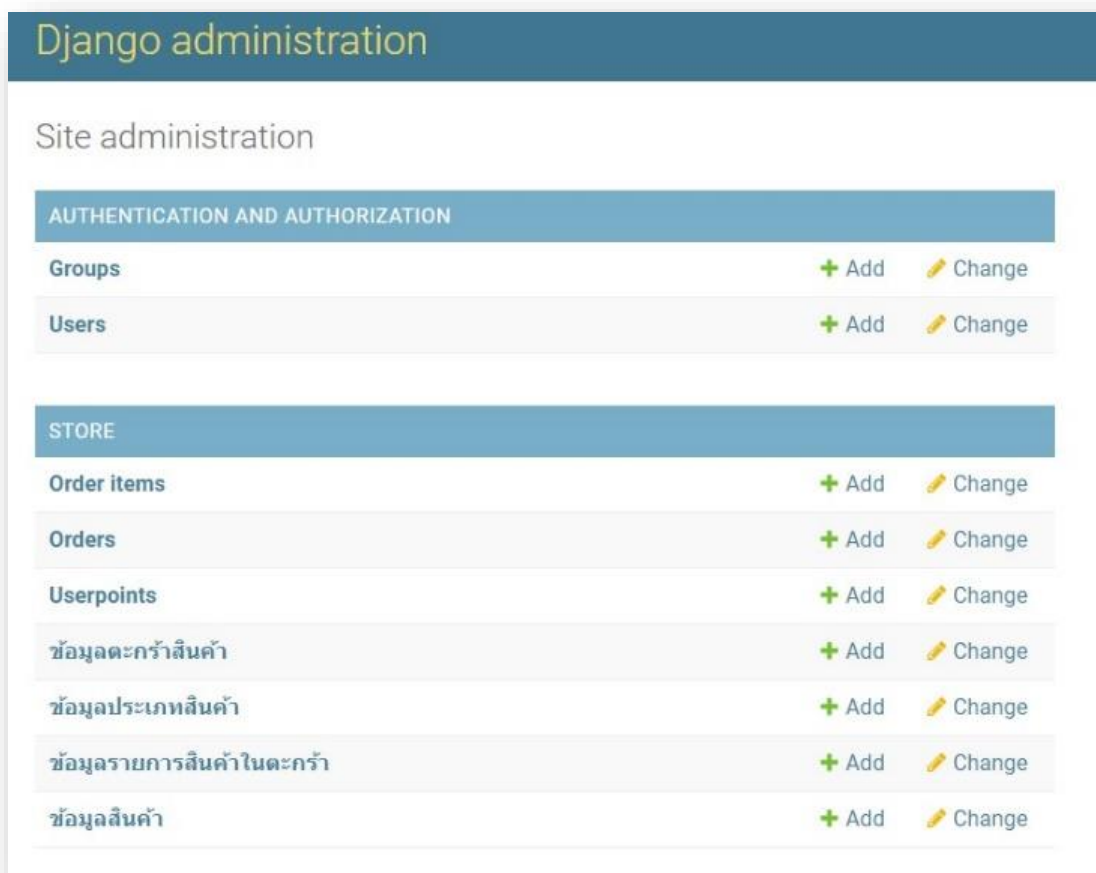 Django administration
Site administration
AUTHENTICATION AND AUTHORIZATION
Groups + Add Change
Users + Add Change
STORE
Order items + Add Change
Orders + Add Change
Userpoints + Add Change
ข้อมูลตะกร้าสินค้า + Add Change
ข้อมูลประเภทสินค้า + Add Change
ข้อมูลรายการสินค้าในตะกร้า + Add Change
ข้อมูลสินค้า + Add Change